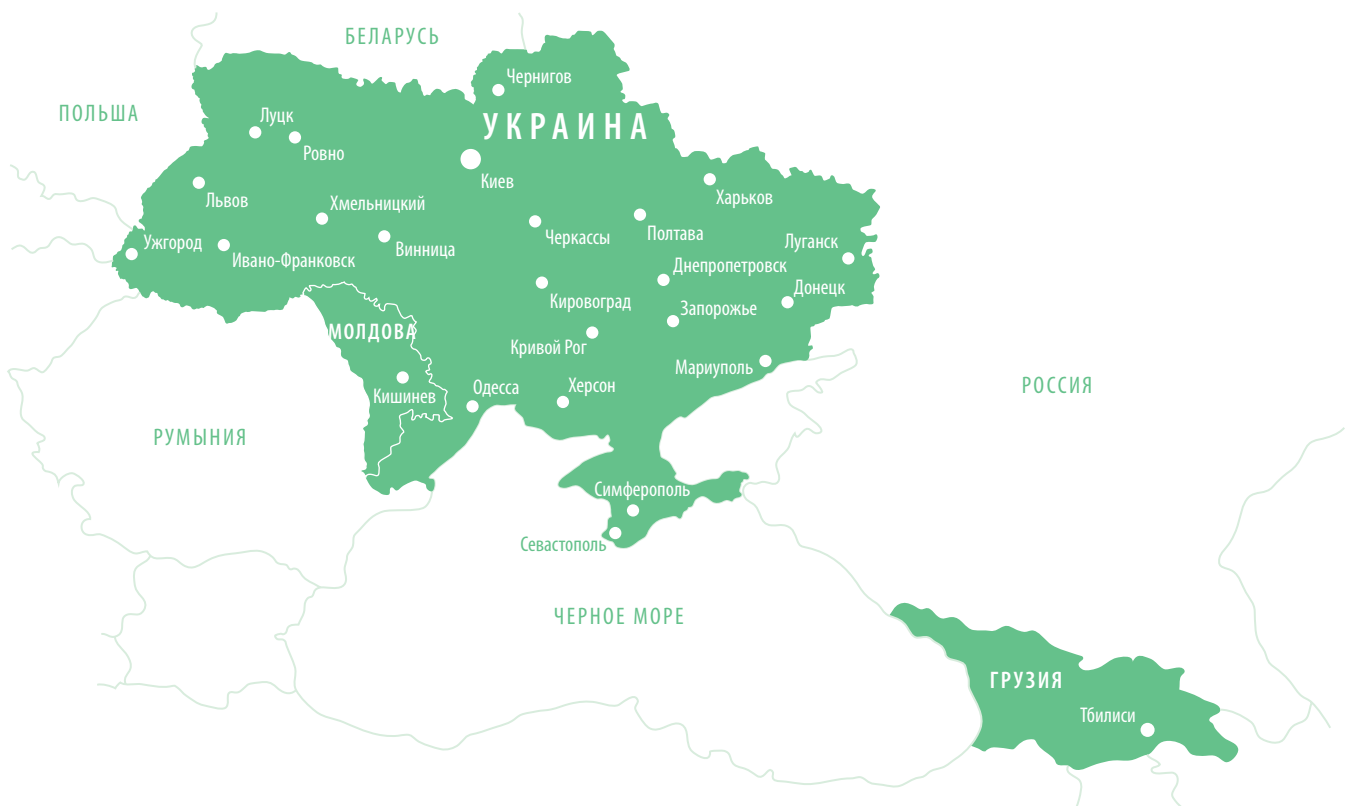 БЕЛАРУСЬ
ПОЛЬША
Чернигов
УКРАИНА
Луцк
Ровно
Киев
Львов
Хмельницкий
Харьков
Ужгород
Ивано-Франковск
Винница
Черкассы
Полтава
Луганск
Днепропетровск
Донецк
Кировоград
Запорожье
МОЛДОВА
Кривой Рог
Мариуполь
Кишинев
Одесса
Херсон
РОССИЯ
РУМЫНИЯ
Симферополь
Севастополь
ЧЕРНОЕ МОРЕ
ГРУЗИЯ
Тбилиси